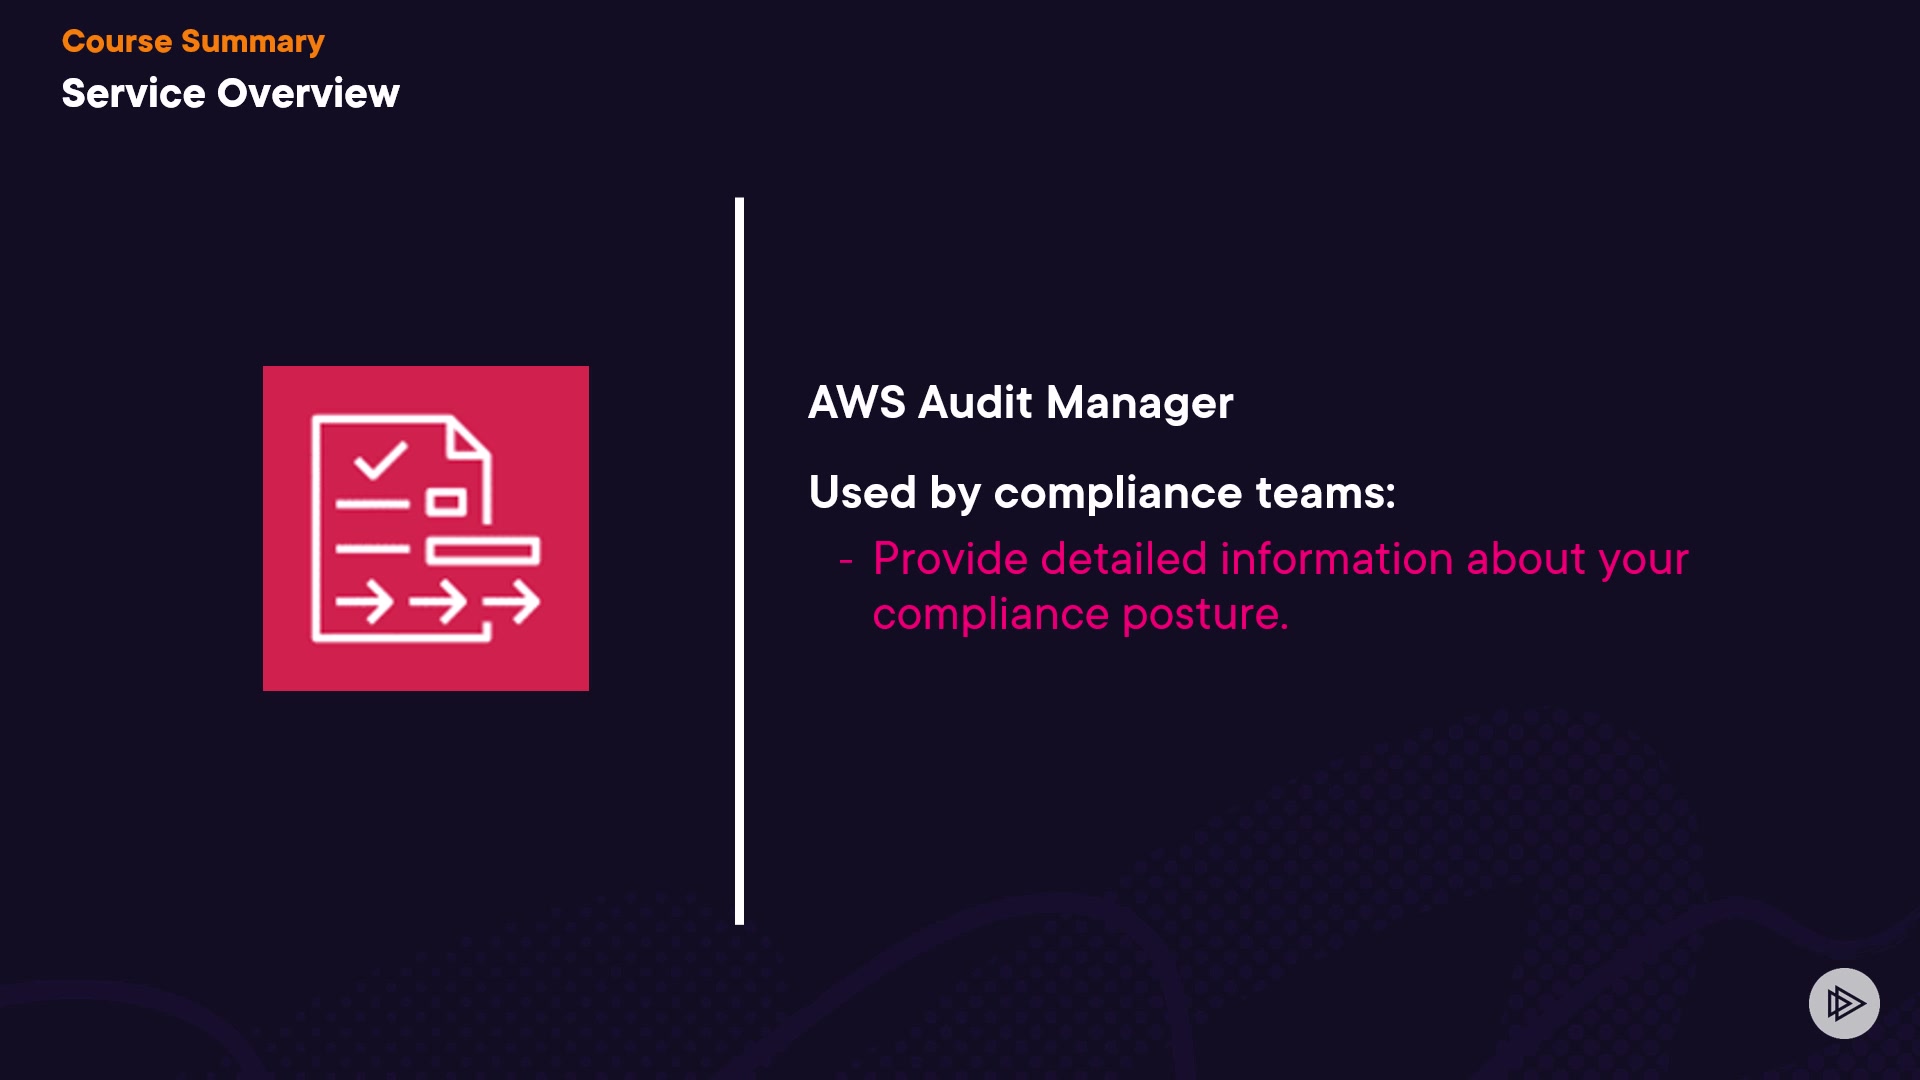 Course Summary
Service Overview
AWS Audit Manager
Used by compliance teams:
- Provide detailed information about your
compliance posture.